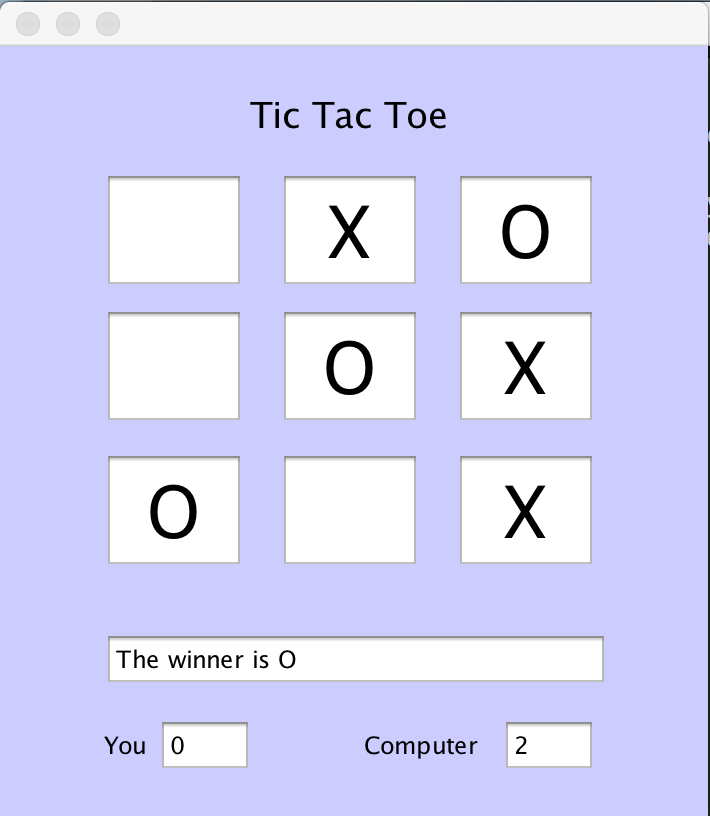 Tic Tac Toe
X O
O X
O X
The winner is O
You 0 Computer 2